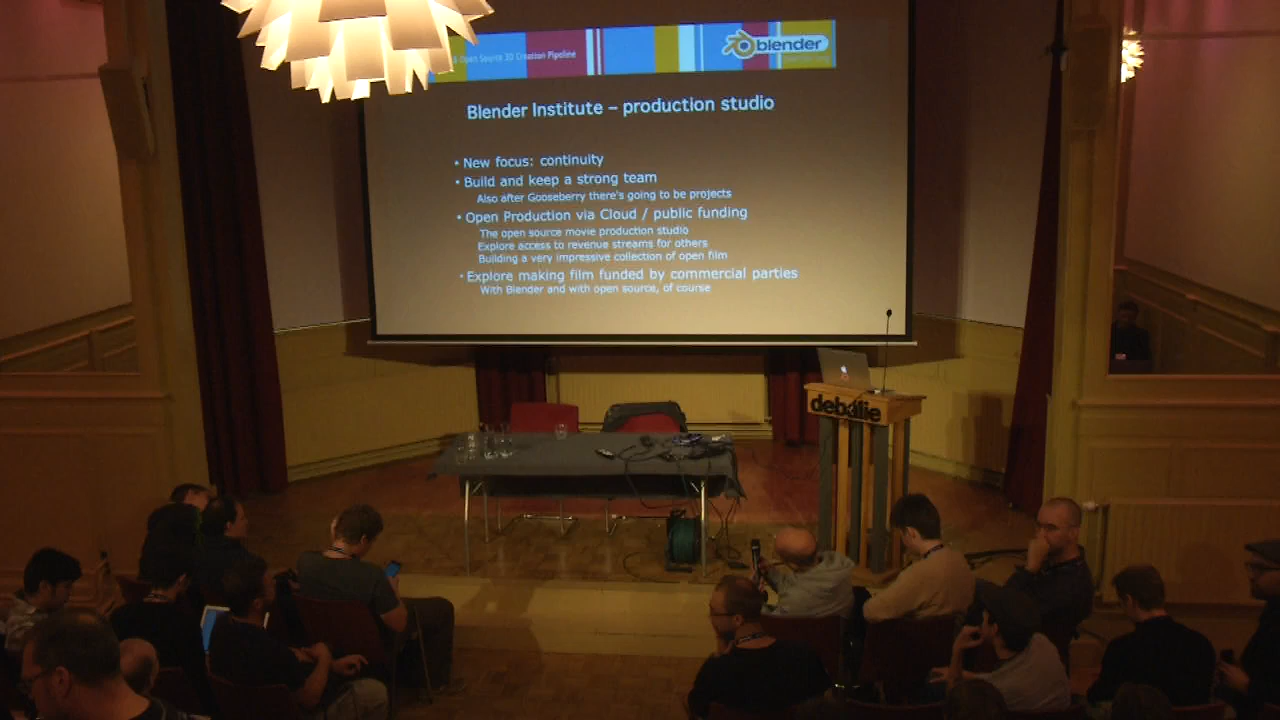 Open Source 3D Creation Pipeline
blender
Blender Institute – production studio
• New focus: continuity
• Build and keep a strong team
Also after Gooseberry there's going to be projects
• Open Production via Cloud / public funding
The open source movie production studio
Explore access to revenue streams for others
Building a very impressive collection of open film
• Explore making film funded by commercial parties
With Blender and with open source, of course
debalie